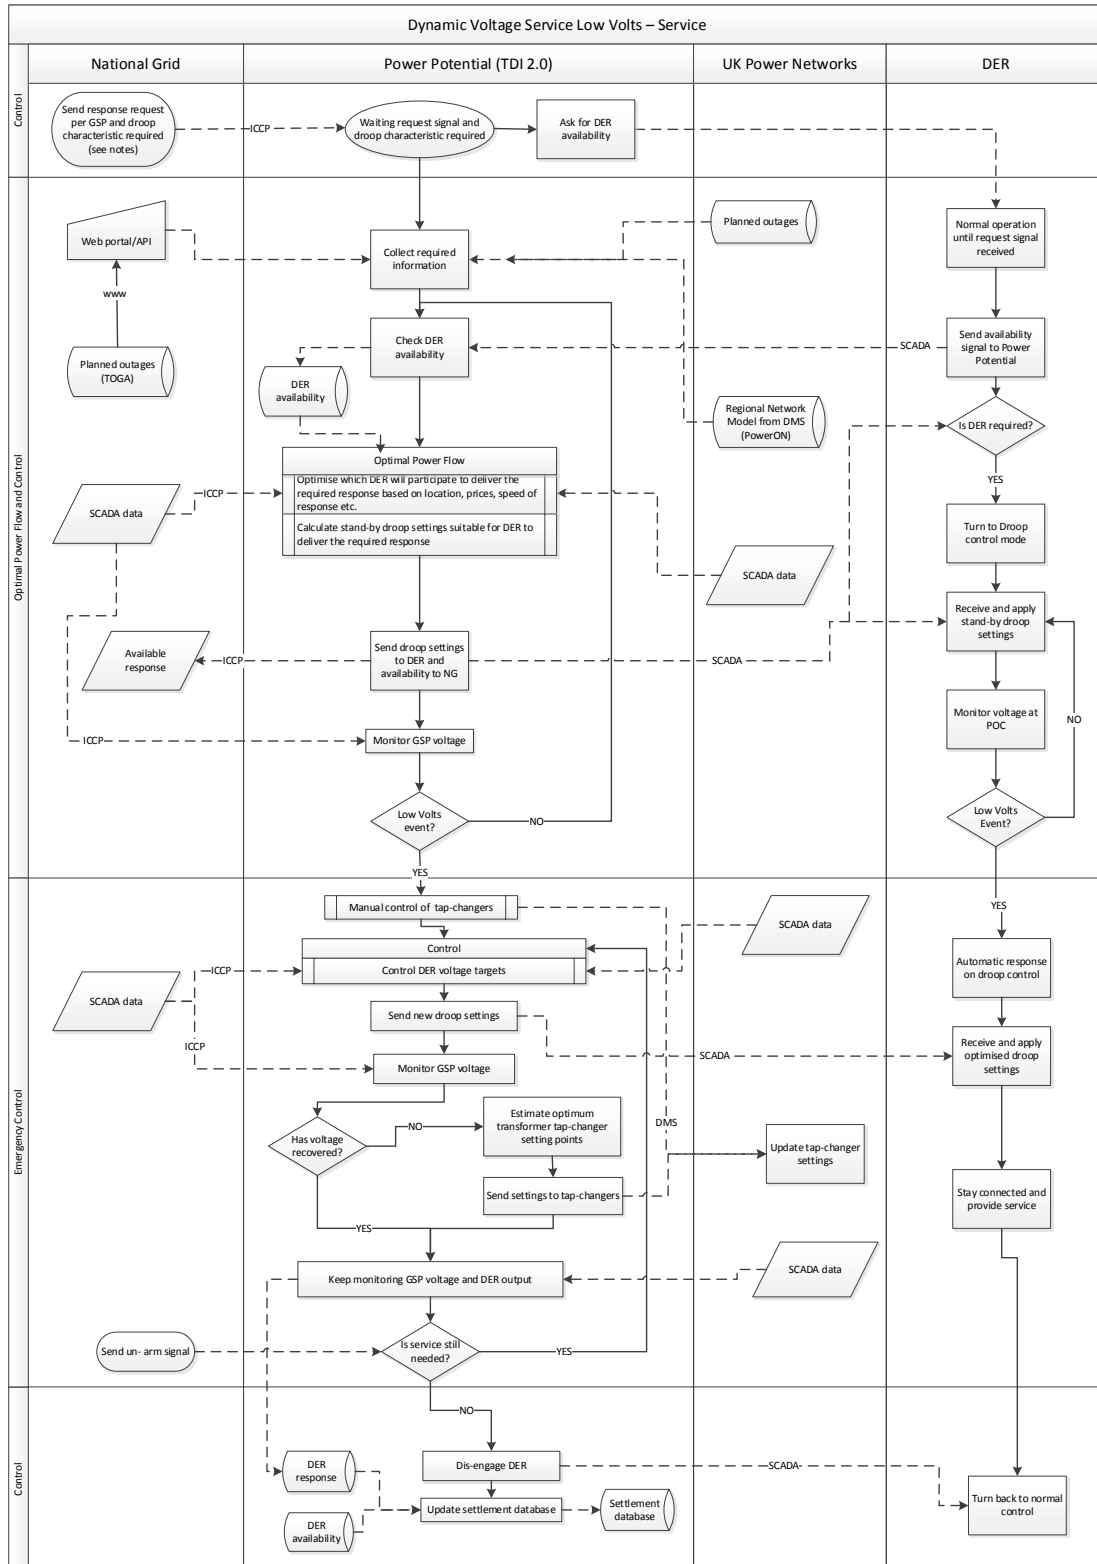 Dynamic Voltage Service Low Volts – Service
National Grid
Power Potential (TDI 2.0)
UK Power Networks
DER
Control
Send response request
per GSP and droop
characteristic required
(see notes)
ICCP
Waiting request signal and
droop characteristic required
Ask for DER
availability
Optimal Power Flow and Control
Web portal/API
www
Planned outages
(TOGA)
Collect required
information
Planned outages
Normal operation
until request signal
received
Check DER
availability
SCADA
Send availability
signal to Power
Potential
DER
availability
Regional Network
Model from DMS
(PowerON)
Is DER required?
YES
Optimal Power Flow
Optimise which DER will participate to deliver the
required response based on location, prices, speed of
response etc.
Calculate stand-by droop settings suitable for DER to
deliver the required response
SCADA data
ICCP
SCADA data
Turn to Droop
control mode
Receive and apply
stand-by droop
settings
Available
response
ICCP
Send droop settings
to DER and
availability to NG
SCADA
Monitor voltage at
POC
NO
ICCP
Monitor GSP voltage
Low Volts
event?
NO
YES
Low Volts
Event?
YES
Emergency Control
Manual control of tap-changers
Control
Control DER voltage targets
SCADA data
ICCP
SCADA data
ICCP
Automatic response
on droop control
Send new droop settings
SCADA
Receive and apply
optimised droop
settings
Monitor GSP voltage
Has voltage
recovered?
NO
Estimate optimum
transformer tap-changer
setting points
DMS
Update tap-changer
settings
Send settings to tap-changers
YES
Stay connected and
provide service
Keep monitoring GSP voltage and DER output
SCADA data
Send un- arm signal
Is service still
needed?
YES
Control
NO
DER
response
Dis-engage DER
SCADA
Turn back to normal
control
DER
availability
Update settlement database
Settlement
database